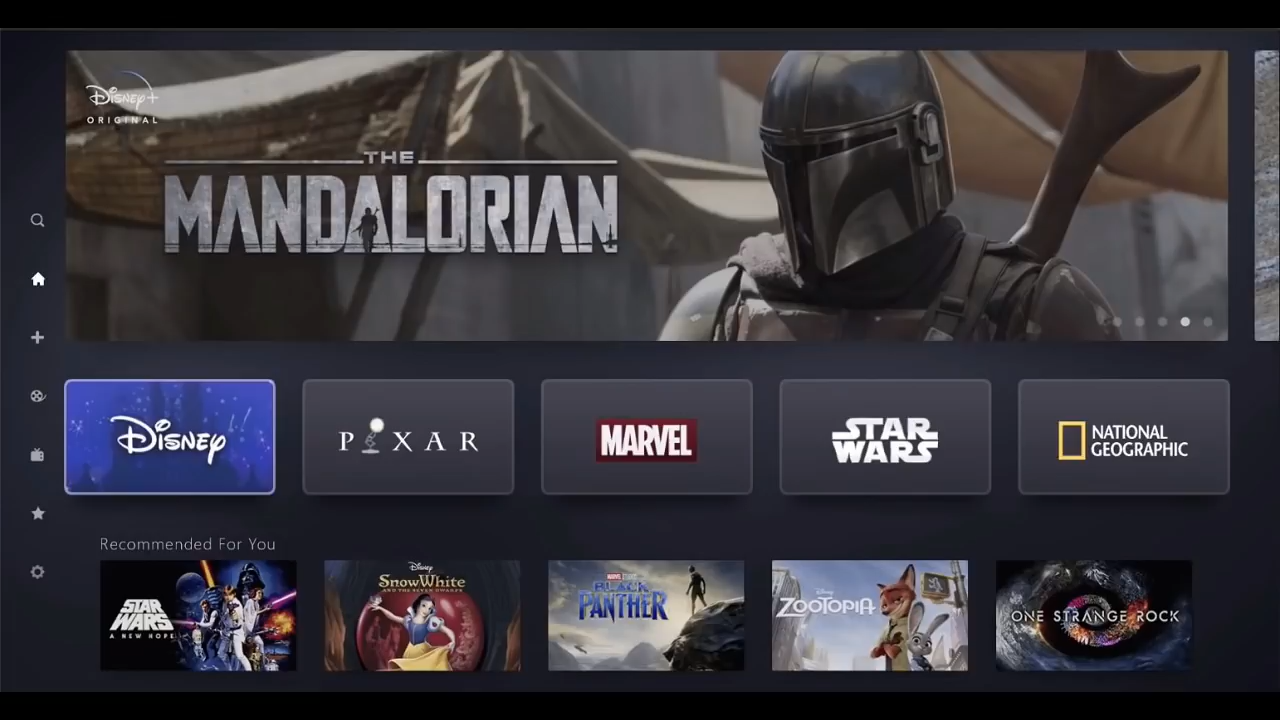 Disney+
ORIGINAL
THE
MANDALORIAN
Disney
PIXAR
MARVEL
STAR
WARS
NATIONAL
GEOGRAPHIC
Recommended For You
STAR
WARS
A NEW HOPE
Disney
SNOW WHITE
AND THE SEVEN DWARFS
MARVEL
BLACK
PANTHER
Disney
ZOOTOPIA
ONE STRANGE ROCK